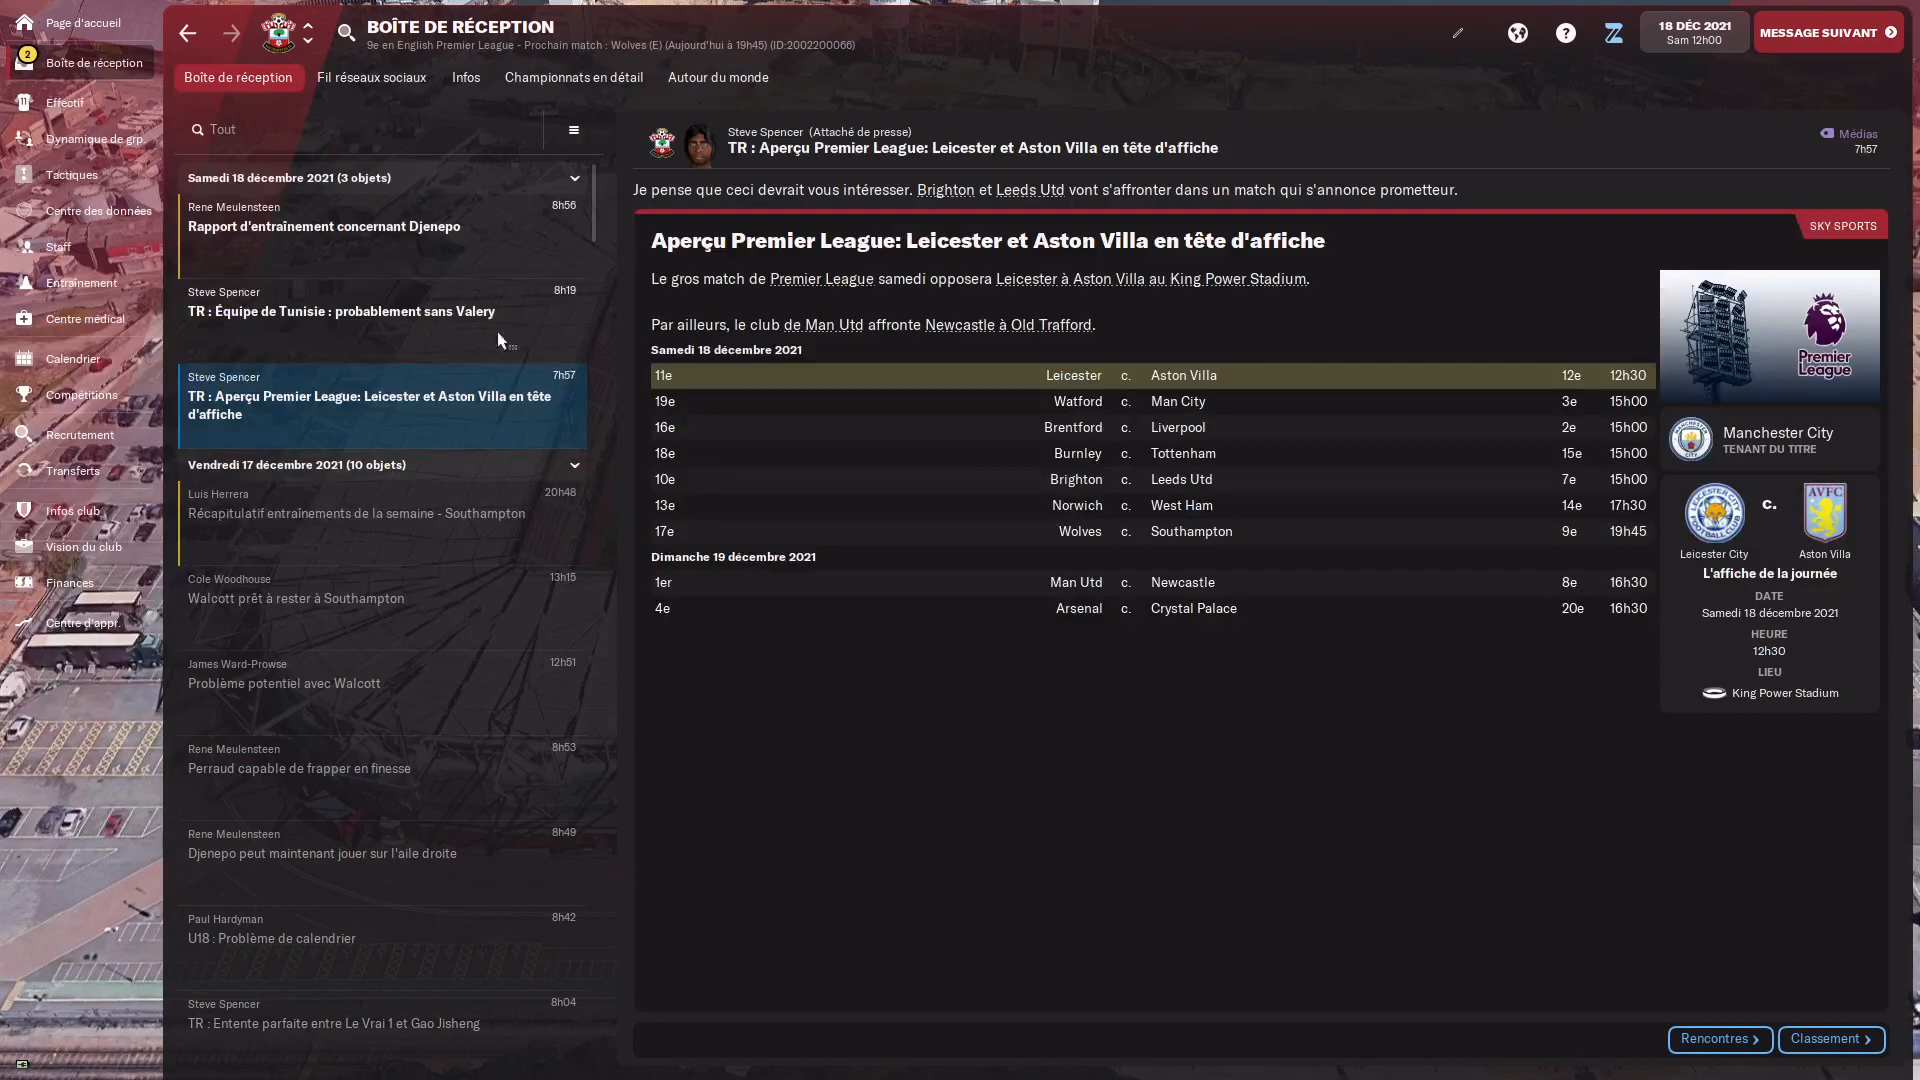 Page d'accueil
2
Boîte de réception
Effectif
Dynamique de grp.
Tactiques
Centre des données
Staff
Entraînement
Centre médical
Calendrier
Compétitions
Recrutement
Transferts
Infos club
Vision du club
Finances
Centre d'appr.
BOÎTE DE RÉCEPTION
9e en English Premier League - Prochain match : Wolves (E) (Aujourd'hui à 19h45) (ID:2002200066)
18 DÉC 2021
Sam 12h00
MESSAGE SUIVANT
Boîte de réception
Fil réseaux sociaux
Infos
Championnats en détail
Autour du monde
Tout
Samedi 18 décembre 2021 (3 objets)
Rene Meulensteen 8h56
Rapport d'entraînement concernant Djenepo
Steve Spencer 8h19
TR : Équipe de Tunisie : probablement sans Valery
Steve Spencer 7h57
TR : Aperçu Premier League: Leicester et Aston Villa en tête
d'affiche
Vendredi 17 décembre 2021 (10 objets)
Luis Herrera 20h48
Récapitulatif entraînements de la semaine - Southampton
Cole Woodhouse 13h15
Walcott prêt à rester à Southampton
James Ward-Prowse 12h51
Problème potentiel avec Walcott
Rene Meulensteen 8h53
Perraud capable de frapper en finesse
Rene Meulensteen 8h49
Djenepo peut maintenant jouer sur l'aile droite
Paul Hardyman 8h42
U18 : Problème de calendrier
Steve Spencer 8h04
TR : Entente parfaite entre Le Vrai 1 et Gao Jisheng
Steve Spencer (Attaché de presse)
TR : Aperçu Premier League: Leicester et Aston Villa en tête d'affiche
Médias
7h57
Je pense que ceci devrait vous intéresser. Brighton et Leeds Utd vont s'affronter dans un match qui s'annonce prometteur.
SKY SPORTS
Aperçu Premier League: Leicester et Aston Villa en tête d'affiche
Le gros match de Premier League samedi opposera Leicester à Aston Villa au King Power Stadium.
Par ailleurs, le club de Man Utd affronte Newcastle à Old Trafford.
Samedi 18 décembre 2021
11e Leicester c. Aston Villa 12e 12h30
19e Watford c. Man City 3e 15h00
16e Brentford c. Liverpool 2e 15h00
18e Burnley c. Tottenham 15e 15h00
10e Brighton c. Leeds Utd 7e 15h00
13e Norwich c. West Ham 14e 17h30
17e Wolves c. Southampton 9e 19h45
Dimanche 19 décembre 2021
1er Man Utd c. Newcastle 8e 16h30
4e Arsenal c. Crystal Palace 20e 16h30
Premier
League
Manchester City
TENANT DU TITRE
AVFC
c.
Leicester City
Aston Villa
L'affiche de la journée
DATE
Samedi 18 décembre 2021
HEURE
12h30
LIEU
King Power Stadium
Rencontres
Classement